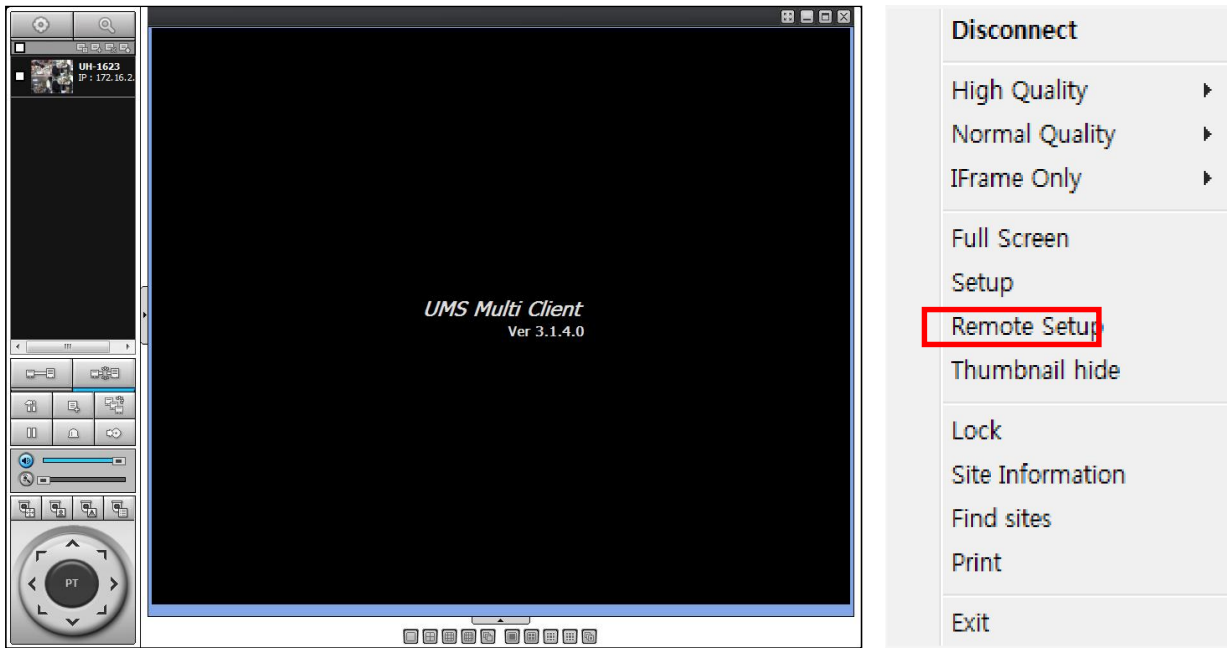 UH-1623
IP : 172.16.2.
UMS Multi Client
Ver 3.1.4.0
PT
Disconnect
High Quality
Normal Quality
IFrame Only
Full Screen
Setup
Remote Setup
Thumbnail hide
Lock
Site Information
Find sites
Print
Exit